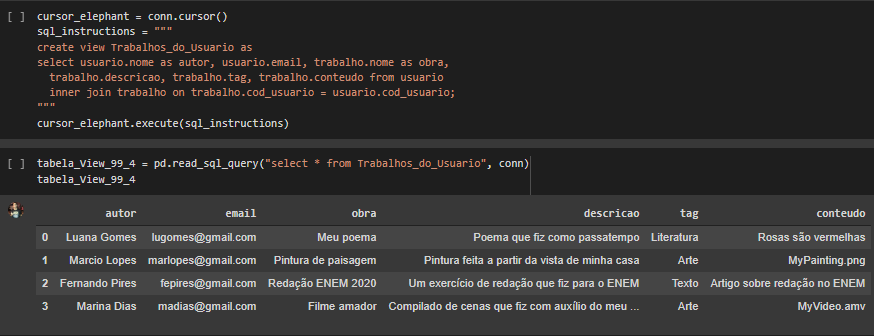 [ ] cursor_elephant = conn.cursor()
sql_instructions = """
create view Trabalhos_do_Usuario as
select usuario.nome as autor, usuario.email, trabalho.nome as obra,
trabalho.descricao, trabalho.tag, trabalho.conteudo from usuario
inner join trabalho on trabalho.cod_usuario = usuario.cod_usuario;
"""
cursor_elephant.execute(sql_instructions)
[ ] tabela_View_99_4 = pd.read_sql_query("select * from Trabalhos_do_Usuario", conn)
tabela_View_99_4
autor email obra descricao tag conteudo
0 Luana Gomes lugomes@gmail.com Meu poema Poema que fiz como passatempo Literatura Rosas são vermelhas
1 Marcio Lopes marlopes@gmail.com Pintura de paisagem Pintura feita a partir da vista de minha casa Arte MyPainting.png
2 Fernando Pires fepires@gmail.com Redação ENEM 2020 Um exercício de redação que fiz para o ENEM Texto Artigo sobre redação no ENEM
3 Marina Dias madias@gmail.com Filme amador Compilado de cenas que fiz com auxílio do meu ... Arte MyVideo.amv